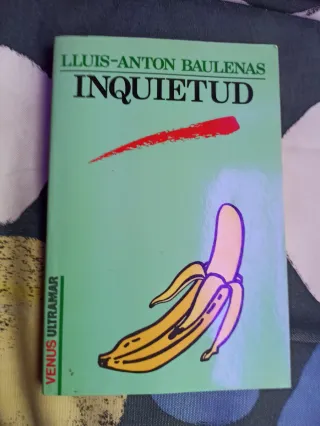 LLUIS-ANTON BAULENAS
INQUIETUD
VENUS ULTRAMAR